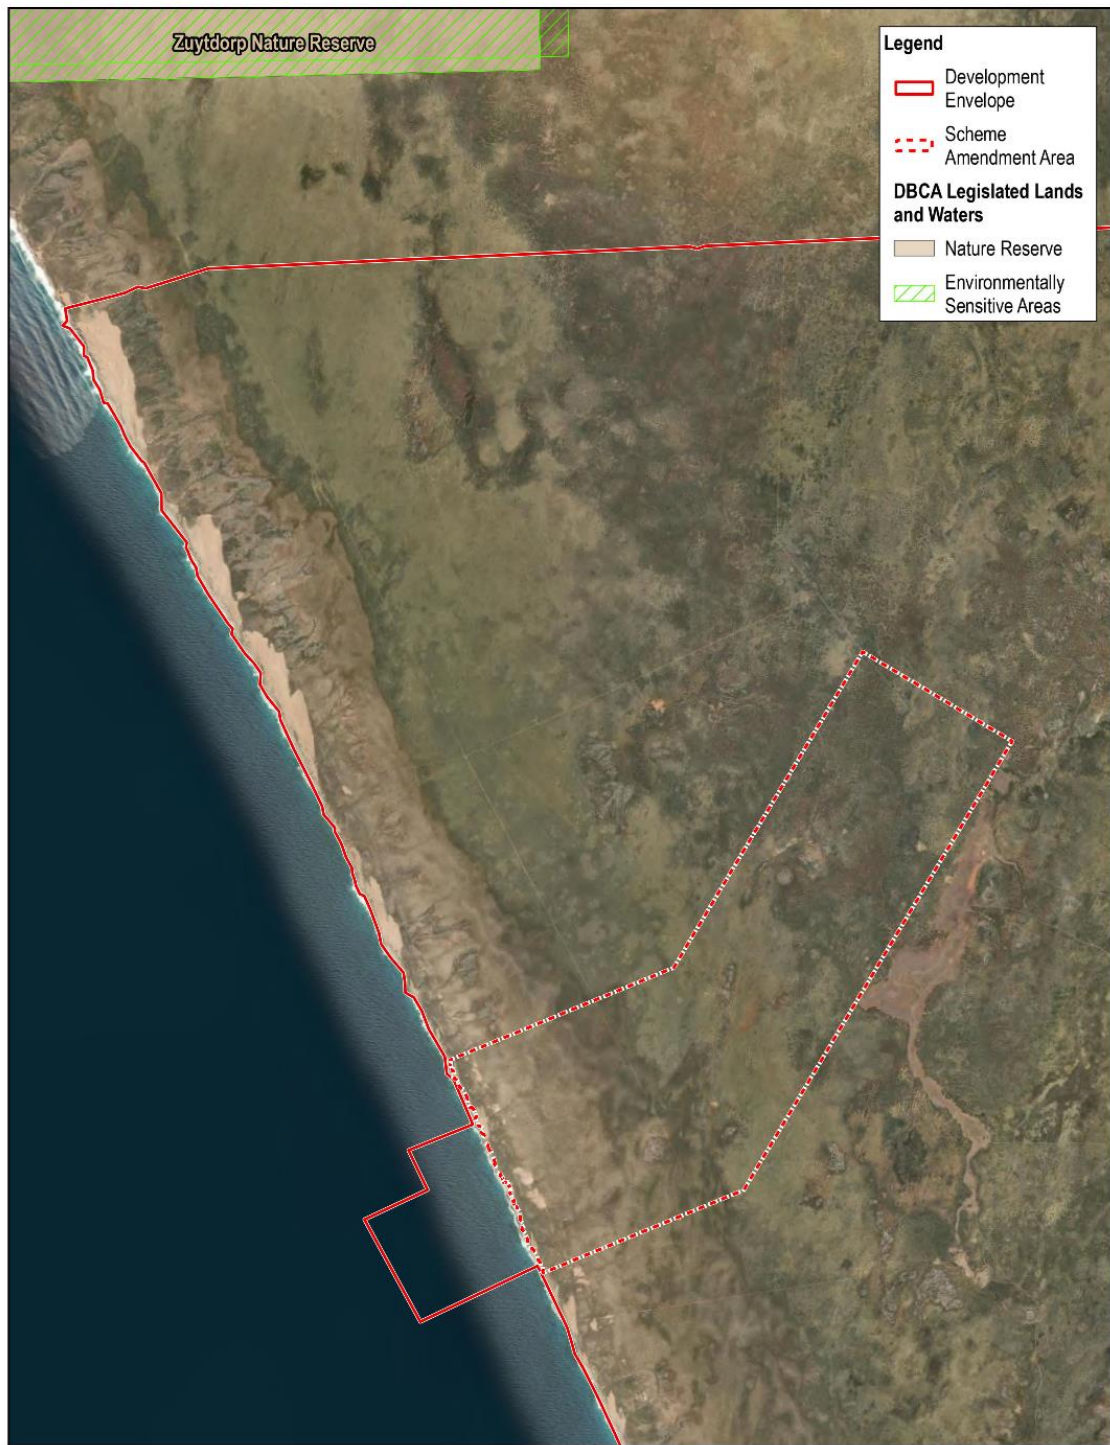 Zuytdorp Nature Reserve
Legend
Development
Envelope
Scheme
Amendment Area
DBCA Legislated Lands
and Waters
Nature Reserve
Environmentally
Sensitive Areas